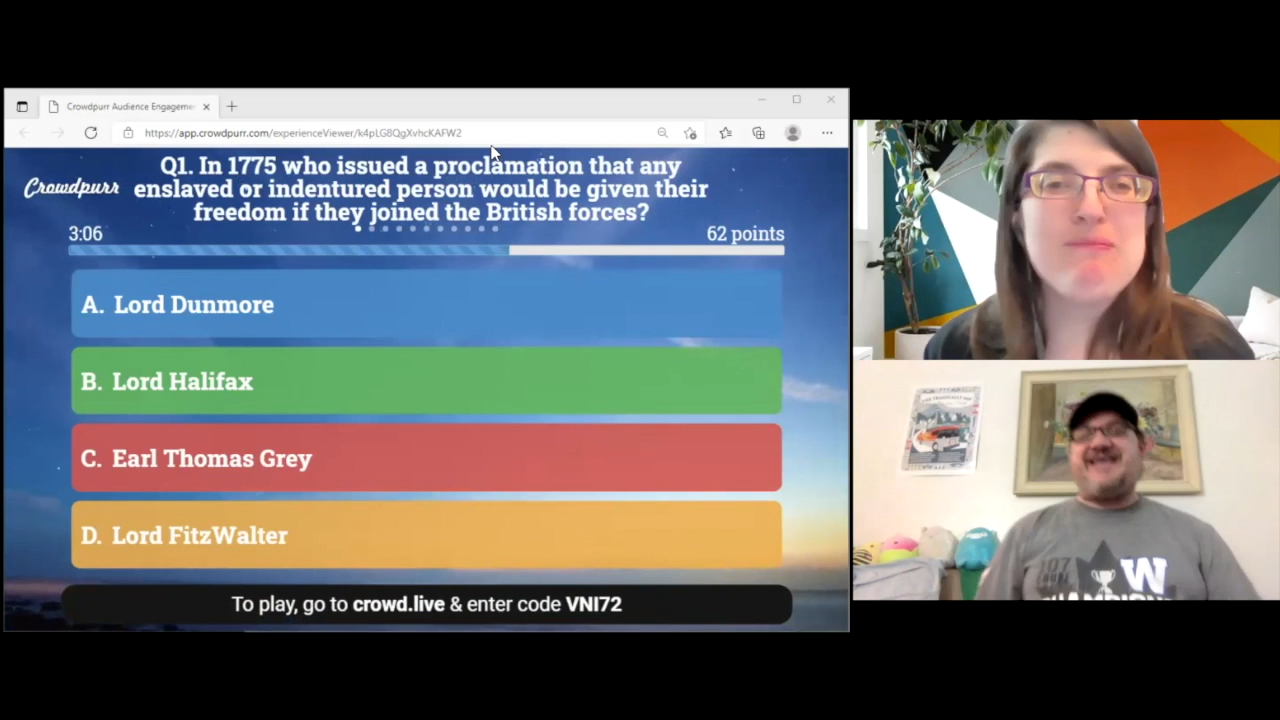 Crowdpurr Audience Engageme
https://app.crowdpurr.com/experienceViewer/k4pLG8QgXvhcKAFW2
Crowdpurr
Q1. In 1775 who issued a proclamation that any
enslaved or indentured person would be given their
freedom if they joined the British forces?
3:06
62 points
A. Lord Dunmore
B. Lord Halifax
C. Earl Thomas Grey
D. Lord FitzWalter
To play, go to crowd.live & enter code VNI72
107
W